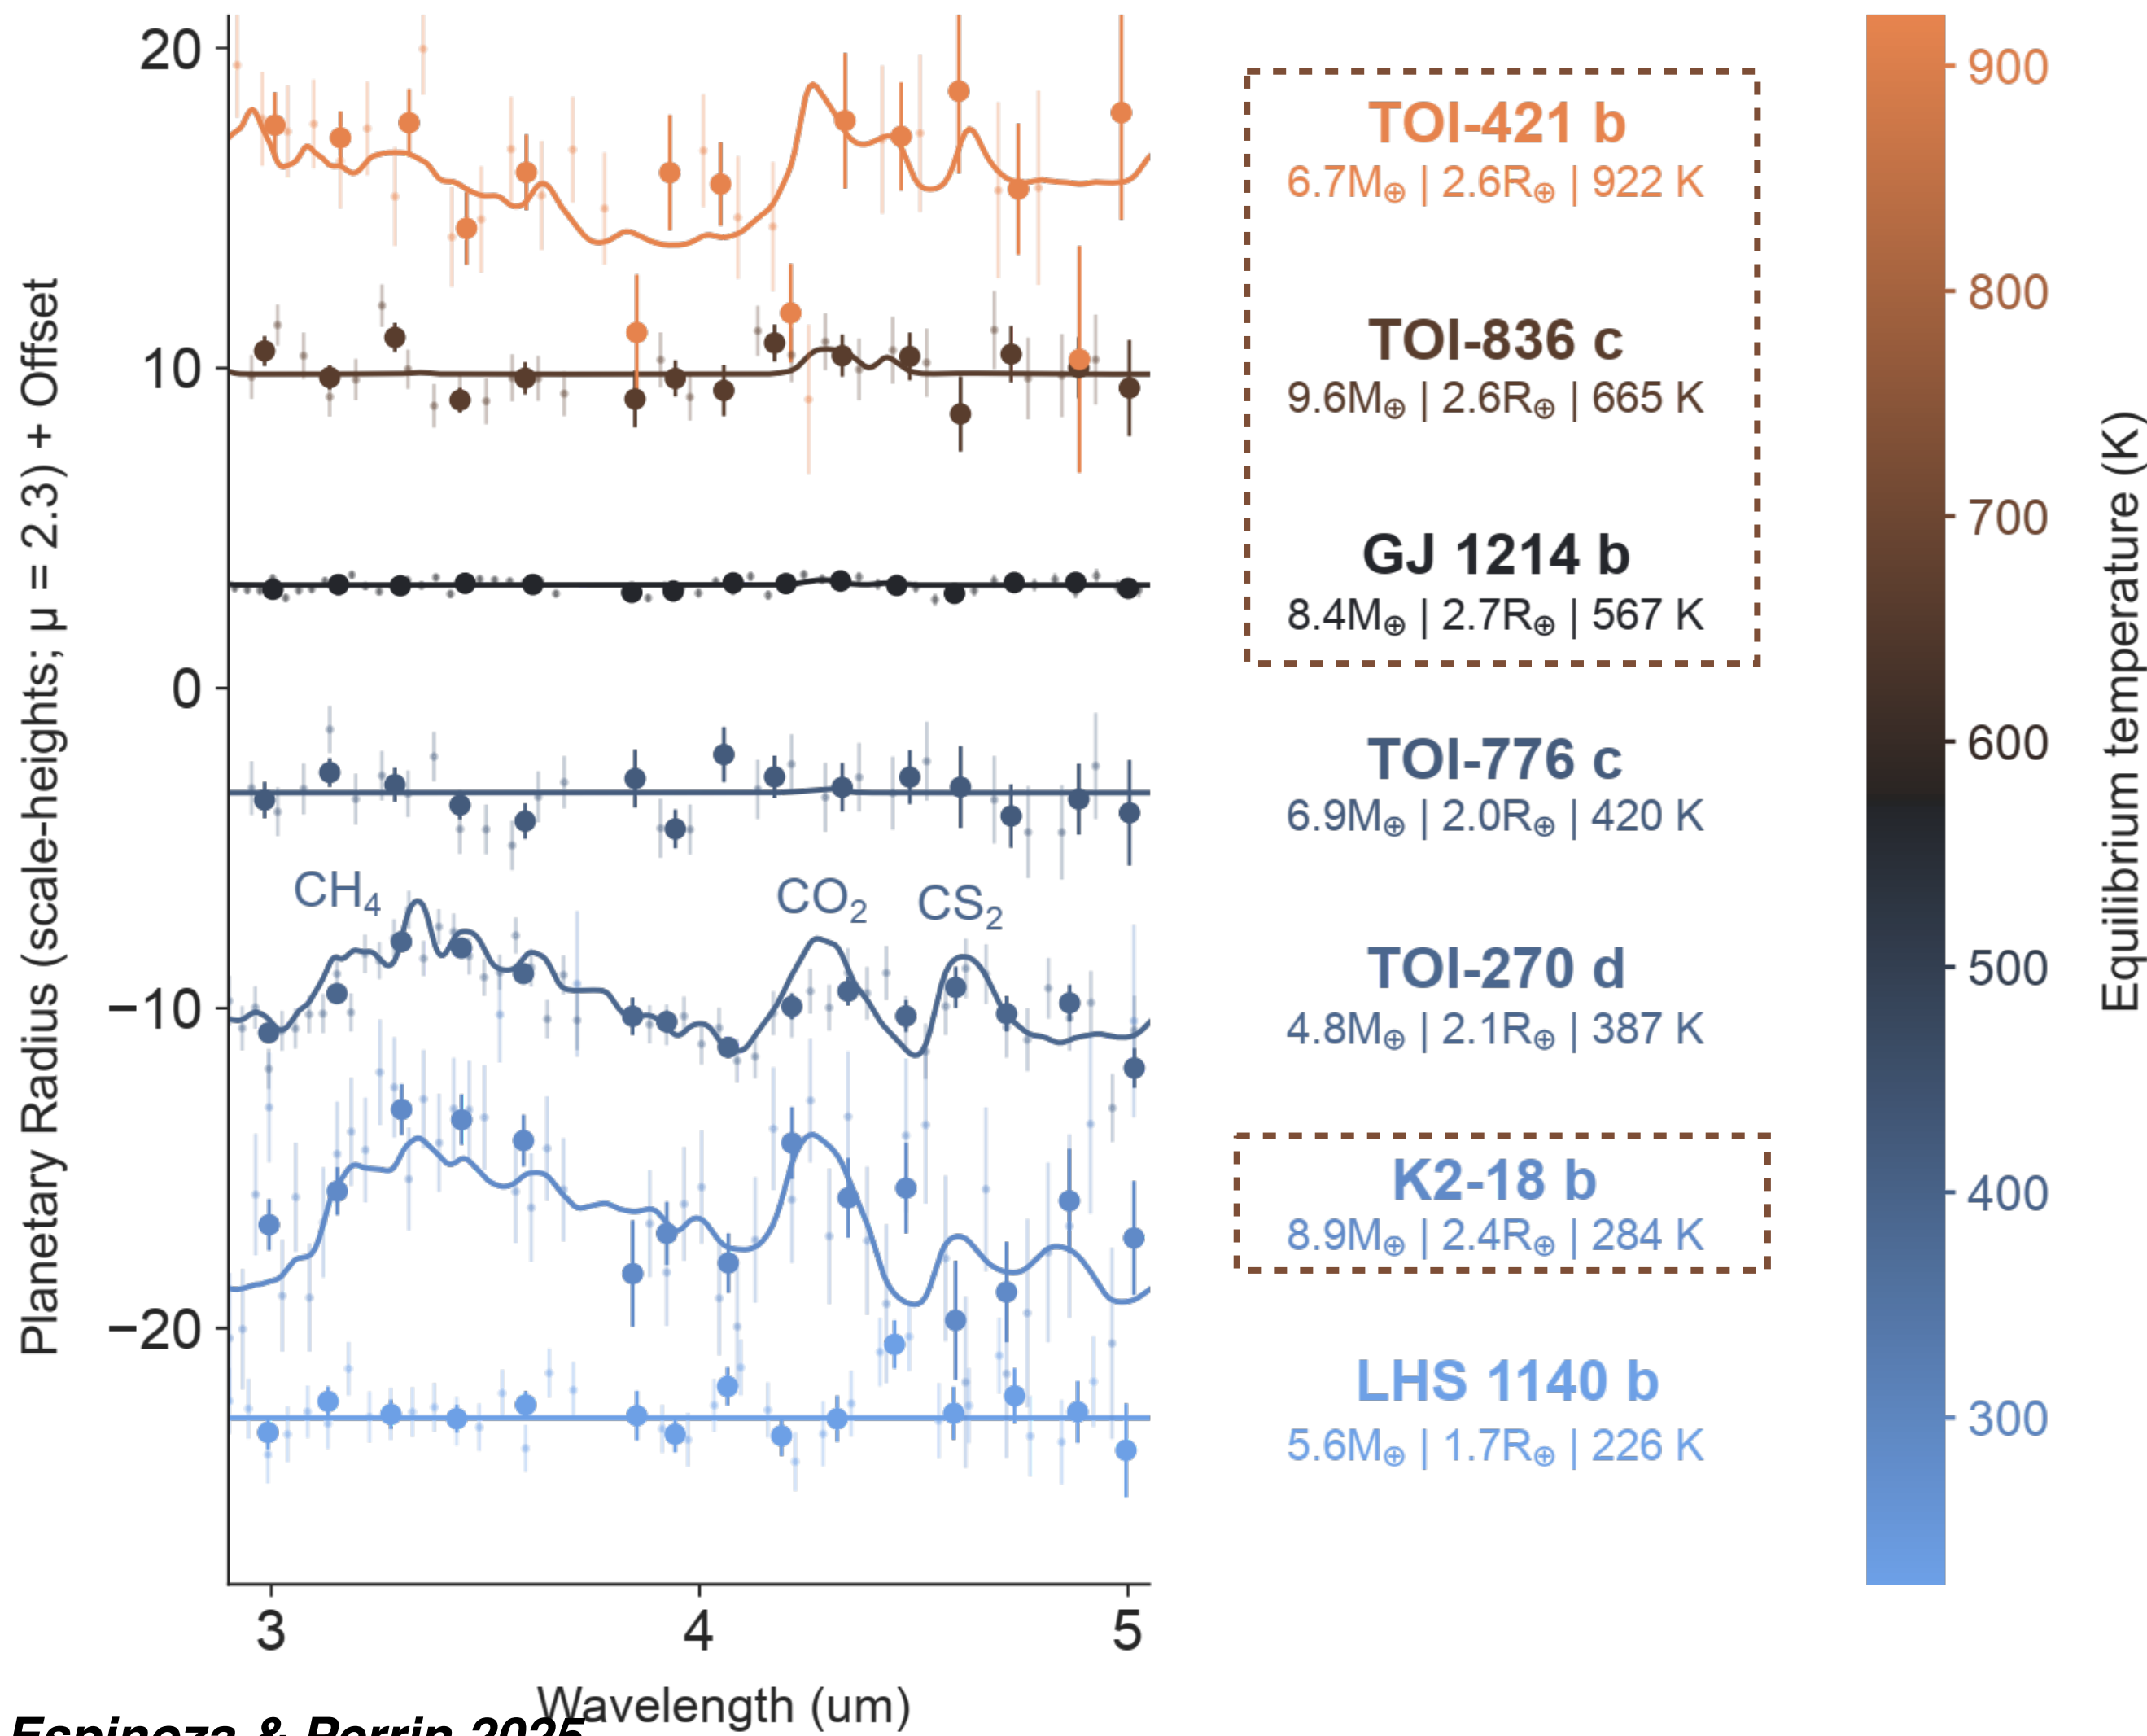 Planetary Radius (scale-heights; μ = 2.3) + Offset
20
10
0
−10
−20
CH₄
CO₂
CS₂
3
4
5
Wavelength (um)
TOI-421 b
6.7M⊕ | 2.6R⊕ | 922 K
TOI-836 c
9.6M⊕ | 2.6R⊕ | 665 K
GJ 1214 b
8.4M⊕ | 2.7R⊕ | 567 K
TOI-776 c
6.9M⊕ | 2.0R⊕ | 420 K
TOI-270 d
4.8M⊕ | 2.1R⊕ | 387 K
K2-18 b
8.9M⊕ | 2.4R⊕ | 284 K
LHS 1140 b
5.6M⊕ | 1.7R⊕ | 226 K
900
800
700
600
500
400
300
Equilibrium temperature (K)
Espinoza & Perrin 2025